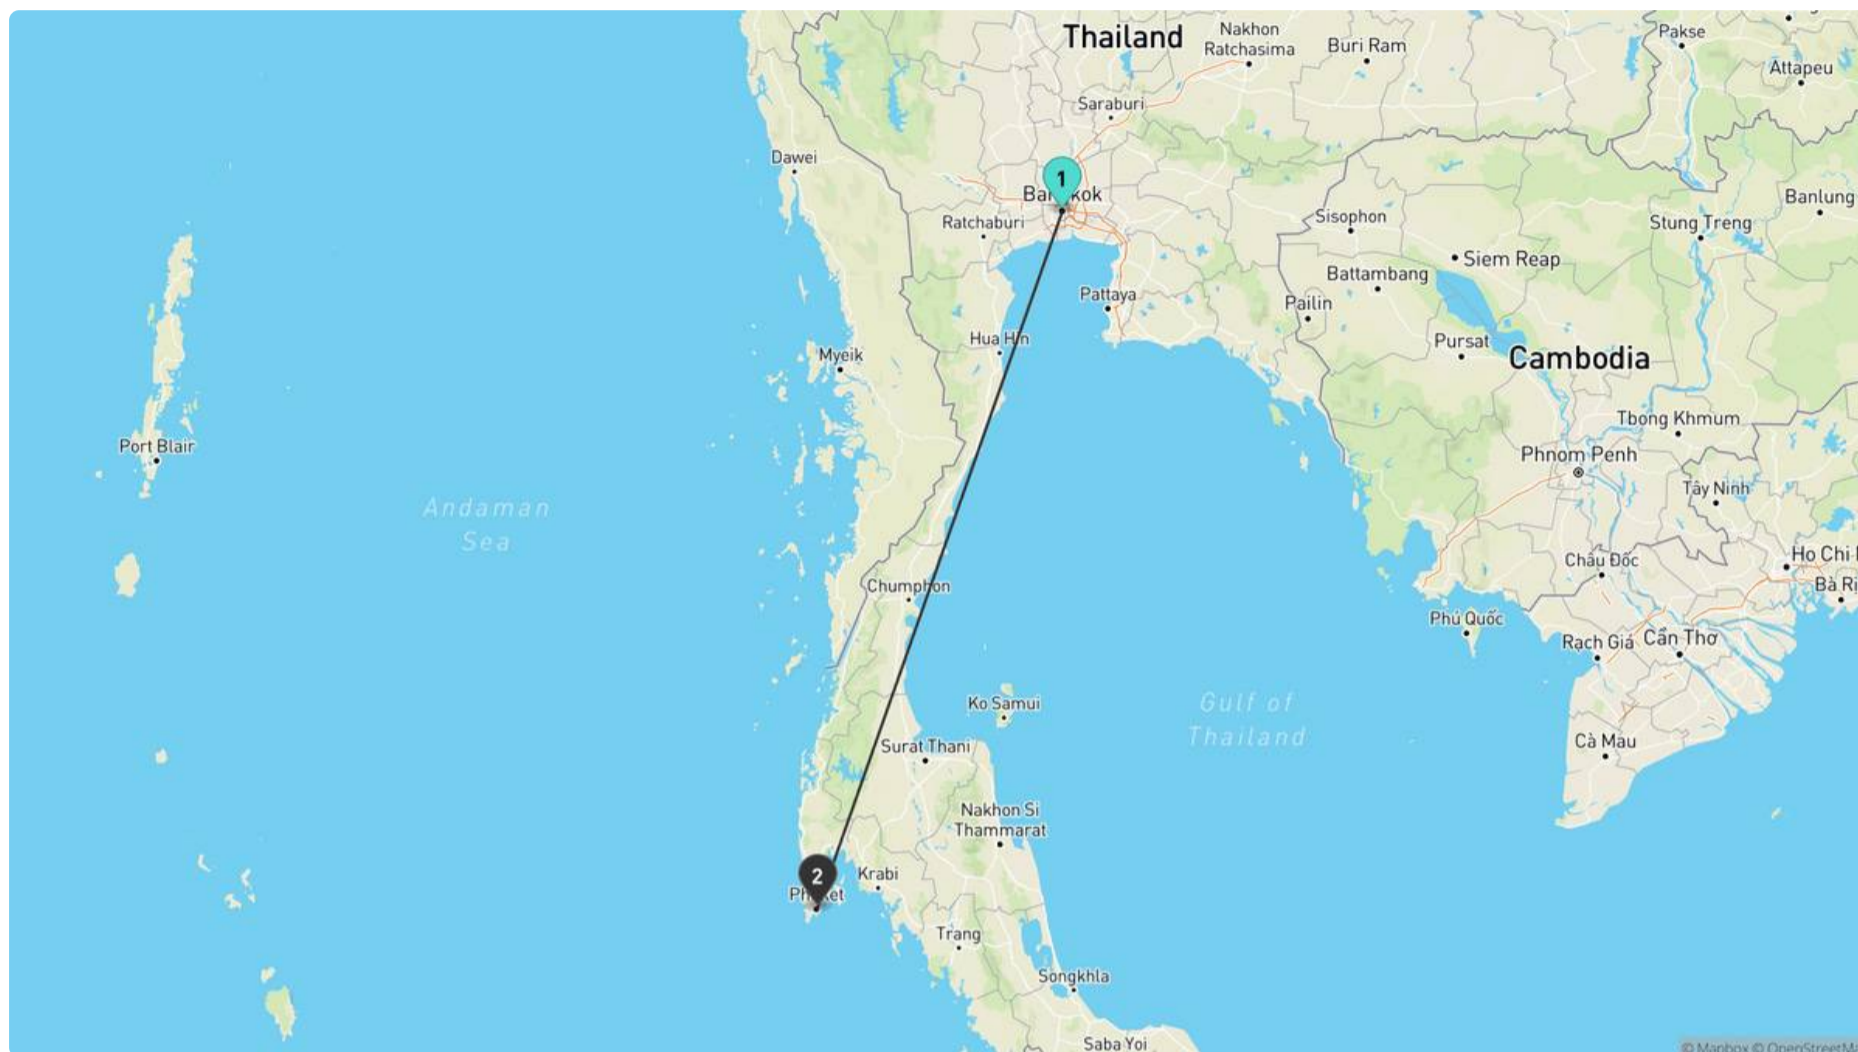 Thailand
Nakhon
Ratchasima
Buri Ram
Pakse
Attapeu
Saraburi
Dawei
1
Bangkok
Ratchaburi
Sisophon
Banlung
Stung Treng
Siem Reap
Battambang
Pailin
Pattaya
Hua Hin
Pursat
Cambodia
Myeik
Tbong Khmum
Port Blair
Phnom Penh
Tây Ninh
Andaman
Sea
Ho Chi
Châu Đốc
Bà Rị
Chumphon
Phú Quốc
Rạch Giá
Cần Thơ
Ko Samui
Gulf of
Thailand
Surat Thani
Cà Mau
Nakhon Si
Thammarat
2
Krabi
Phuket
Trang
Songkhla
Saba Yoi
© Mapbox © OpenStreetMa